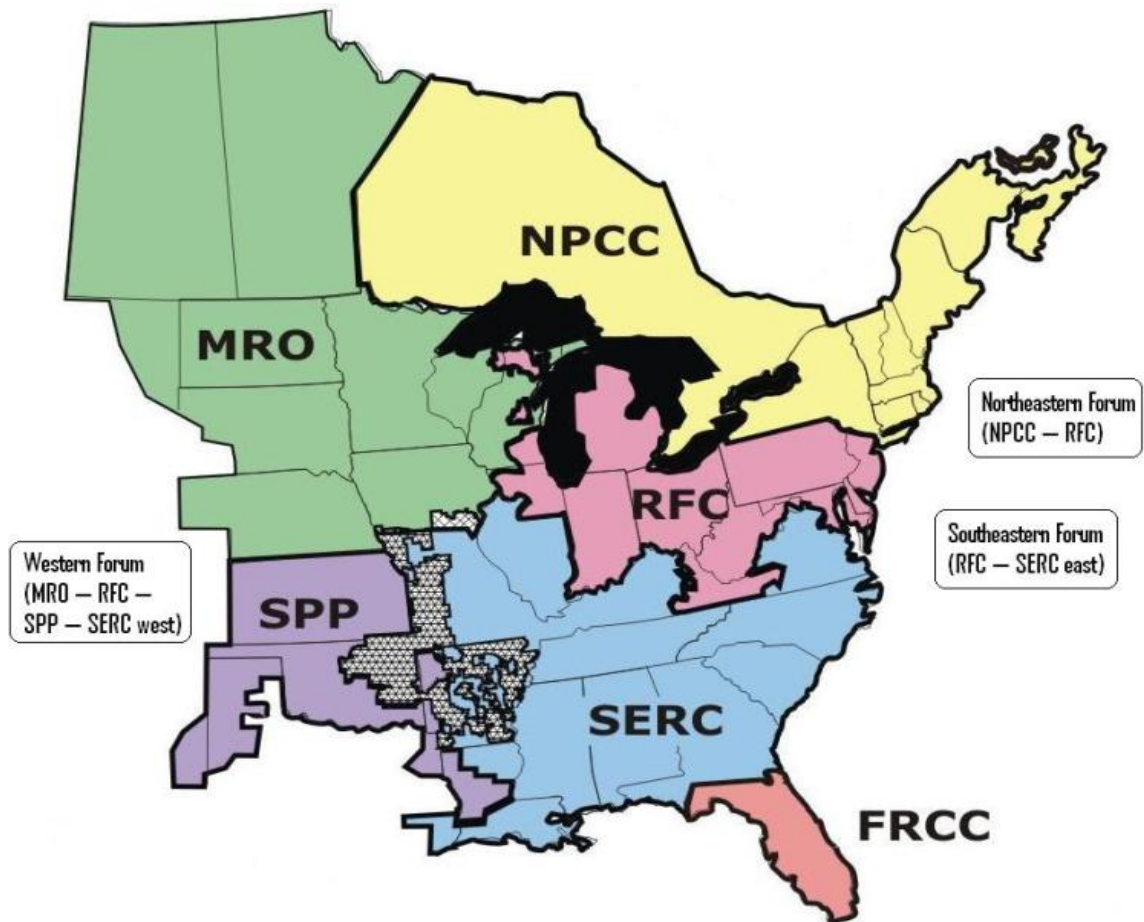 NPCC
MRO
Northeastern Forum
(NPCC – RFC)
RFC
Southeastern Forum
(RFC – SERC east)
Western Forum
(MRO – RFC –
SPP – SERC west)
SPP
SERC
FRCC